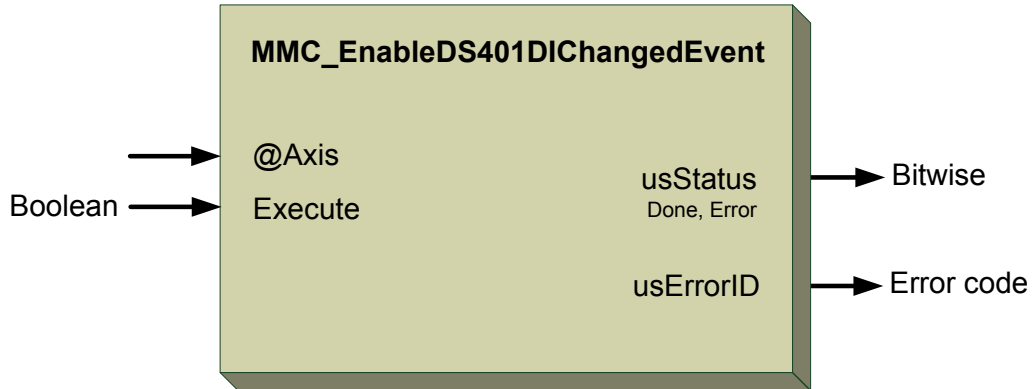 MMC_EnableDS401DIChangedEvent
@Axis
Boolean
Execute
usStatus
Done, Error
Bitwise
usErrorID
Error code